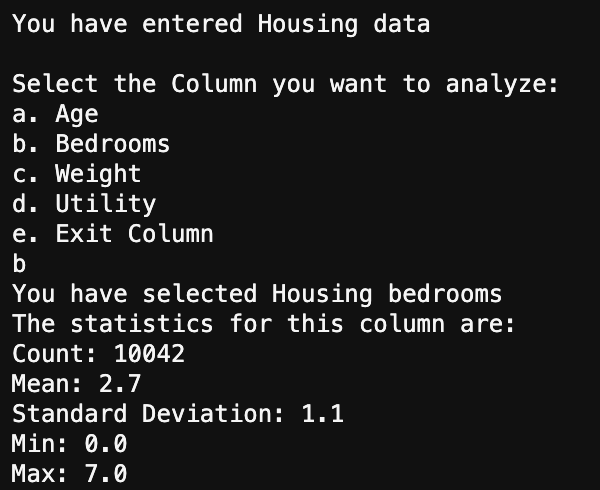 You have entered Housing data
Select the Column you want to analyze:
a. Age
b. Bedrooms
c. Weight
d. Utility
e. Exit Column
b
You have selected Housing bedrooms
The statistics for this column are:
Count: 10042
Mean: 2.7
Standard Deviation: 1.1
Min: 0.0
Max: 7.0